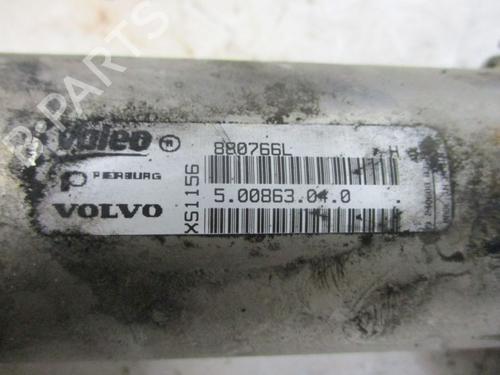 Valeo ®
880766L H
P PIERBURG
VOLVO
XS1156
5.00863.04.0
B-PARTS